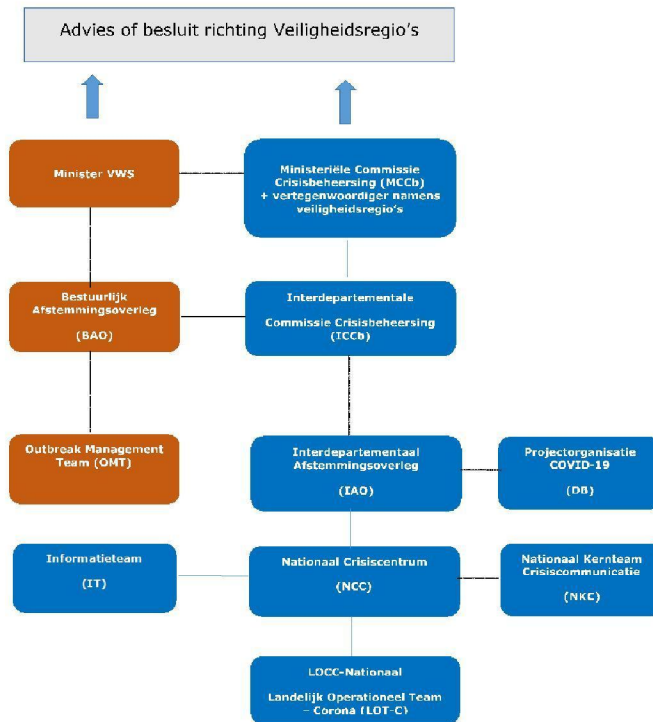 Advies of besluit richting Veiligheidsregio's
Minister VWS
Ministeriële Commissie
Crisisbeheersing (MCCb)
+ vertegenwoordiger namens
veiligheidsregio's
Bestuurlijk
Afstemmingsoverleg
(BAO)
Interdepartementale
Commissie Crisisbeheersing
(ICCb)
Outbreak Management
Team (OMT)
Interdepartementaal
Afstemmingsoverleg
(IAO)
Projectorganisatie
COVID-19
(DB)
Informatieteam
(IT)
Nationaal Crisiscentrum
(NCC)
Nationaal Kernteam
Crisiscommunicatie
(NKC)
LOCC-Nationaal
Landelijk Operationeel Team
– Corona (LOT-C)